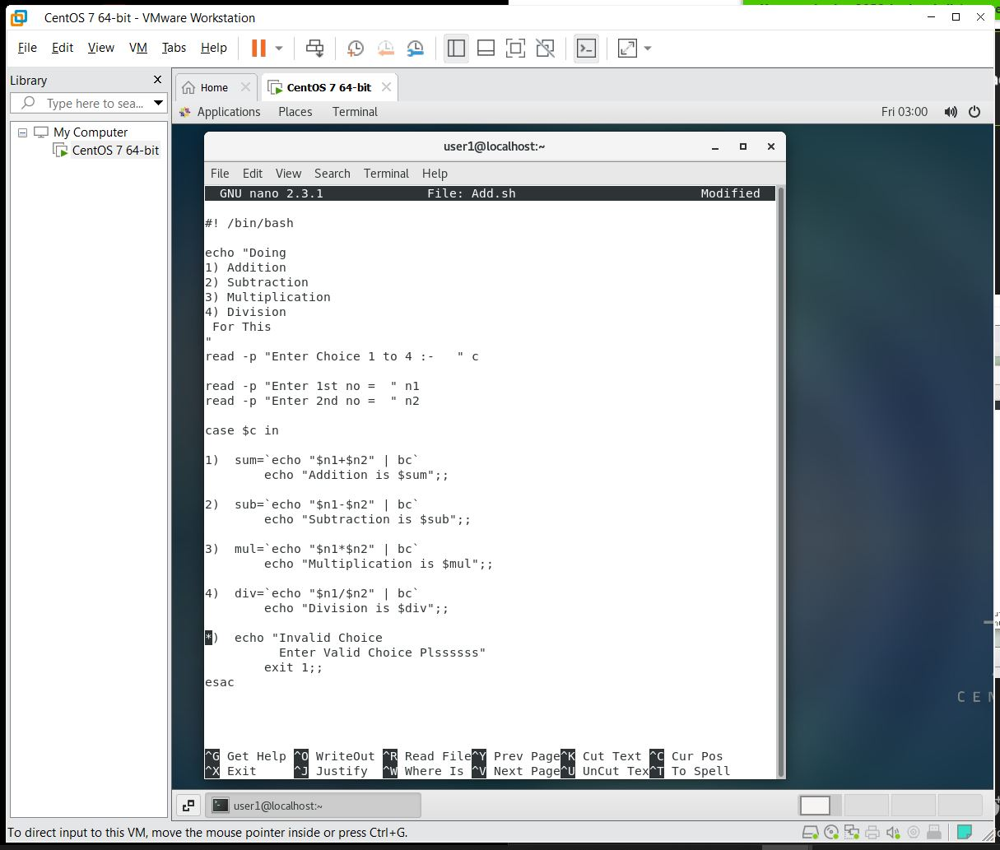 CentOS 7 64-bit - VMware Workstation
File Edit View VM Tabs Help
Library
Type here to sea...
My Computer
CentOS 7 64-bit
Home
CentOS 7 64-bit
Applications Places Terminal Fri 03:00
user1@localhost:~
File Edit View Search Terminal Help
GNU nano 2.3.1 File: Add.sh Modified
#! /bin/bash
echo "Doing
1) Addition
2) Subtraction
3) Multiplication
4) Division
For This
"
read -p "Enter Choice 1 to 4 :-   " c
read -p "Enter 1st no =  " n1
read -p "Enter 2nd no =  " n2
case $c in
1)  sum=`echo "$n1+$n2" | bc`
echo "Addition is $sum";;
2)  sub=`echo "$n1-$n2" | bc`
echo "Subtraction is $sub";;
3)  mul=`echo "$n1*$n2" | bc`
echo "Multiplication is $mul";;
4)  div=`echo "$n1/$n2" | bc`
echo "Division is $div";;
*)  echo "Invalid Choice
Enter Valid Choice Plssssss"
exit 1;;
esac
CEN
^G Get Help ^O WriteOut ^R Read File ^Y Prev Page ^K Cut Text ^C Cur Pos
^X Exit ^J Justify ^W Where Is ^V Next Page ^U UnCut Tex ^T To Spell
user1@localhost:~
To direct input to this VM, move the mouse pointer inside or press Ctrl+G.